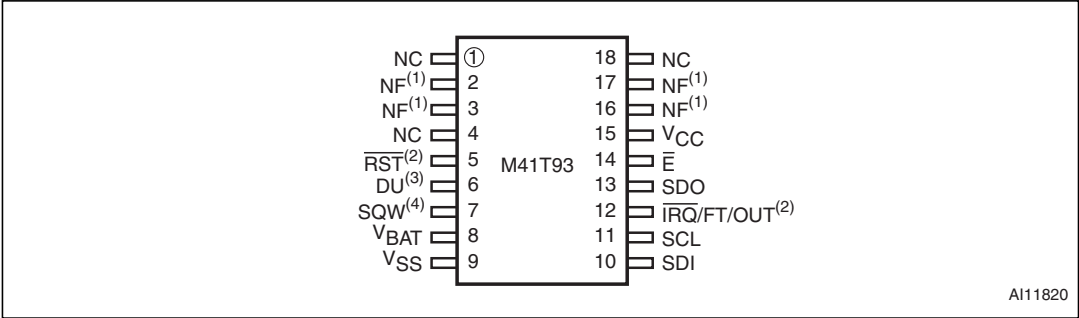 NC 1 18 NC
NF(1) 2 17 NF(1)
NF(1) 3 16 NF(1)
NC 4 15 VCC
RST(2) 5 M41T93 14 E
DU(3) 6 13 SDO
SQW(4) 7 12 IRQ/FT/OUT(2)
VBAT 8 11 SCL
VSS 9 10 SDI
AI11820